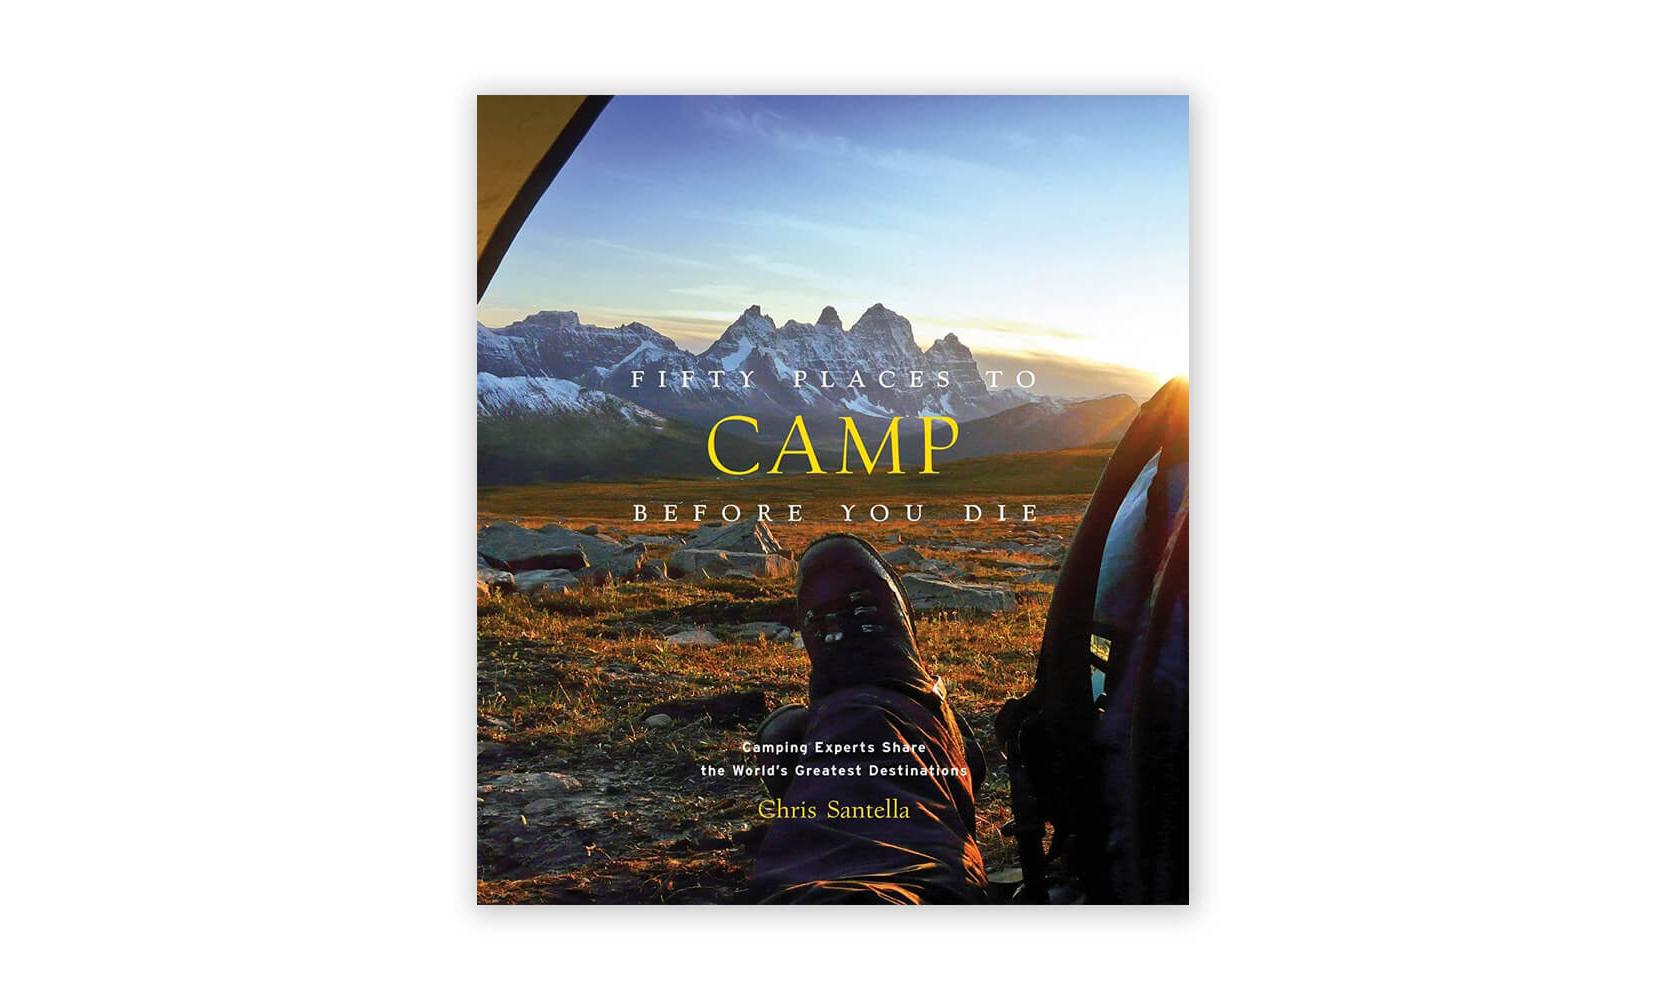 FIFTY PLACES TO
CAMP
BEFORE YOU DIE
Camping Experts Share
the World's Greatest Destinations
Chris Santella